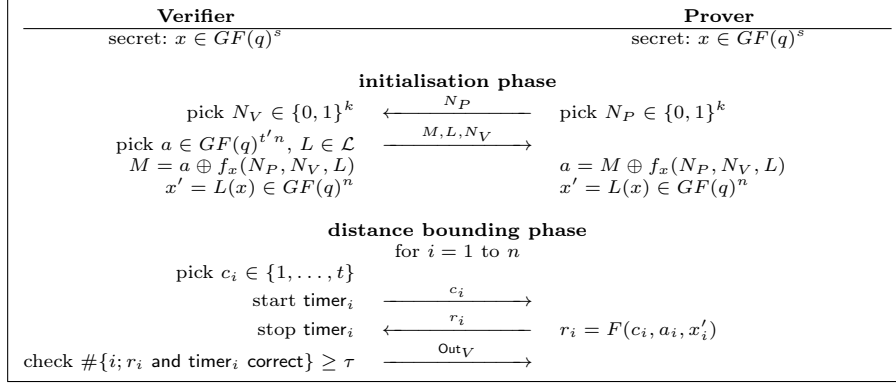 Verifier Prover
secret: x ∈ GF(q)^s secret: x ∈ GF(q)^s
initialisation phase
pick N_V ∈ {0, 1}^k N_P pick N_P ∈ {0, 1}^k
pick a ∈ GF(q)^{t′n}, L ∈ ℒ M, L, N_V
M = a ⊕ f_x(N_P, N_V, L) a = M ⊕ f_x(N_P, N_V, L)
x′ = L(x) ∈ GF(q)^n x′ = L(x) ∈ GF(q)^n
distance bounding phase
for i = 1 to n
pick c_i ∈ {1, . . . , t}
start timer_i c_i
stop timer_i r_i r_i = F(c_i, a_i, x′_i)
check #{i; r_i and timer_i correct} ≥ τ Out_V